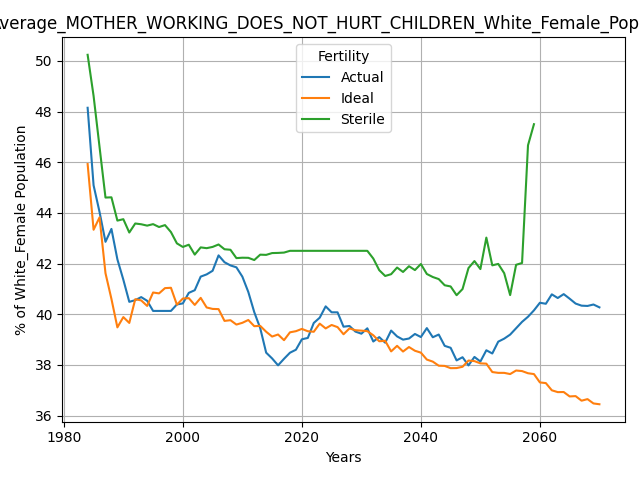 verage_MOTHER_WORKING_DOES_NOT_HURT_CHILDREN_White_Female_Pop
Fertility
Actual
Ideal
Sterile
% of White_Female Population
50
48
46
44
42
40
38
36
1980
2000
2020
2040
2060
Years